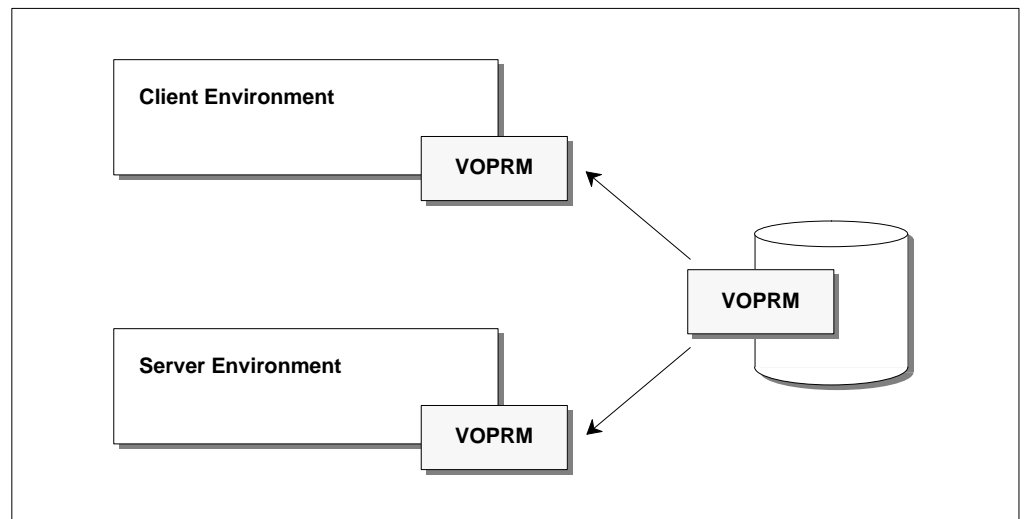 Client Environment
VOPRM
VOPRM
Server Environment
VOPRM